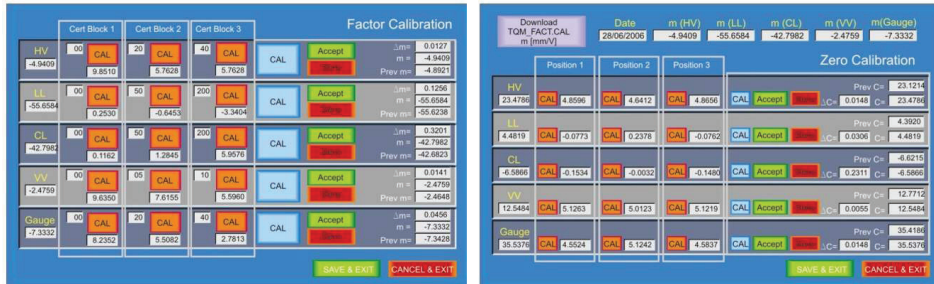 Factor Calibration
Cert Block 1 Cert Block 2 Cert Block 3
HV 00 CAL 20 CAL 40 CAL CAL Accept Δm= 0.0127
-4.9409 m = -4.9409
9.8510 5.7628 5.7628 Prev m= -4.8921
LL 00 CAL 50 CAL 200 CAL CAL Accept Δm= 0.1256
-55.6584 m = -55.6584
0.2530 -0.6453 -3.3404 Prev m= -55.6238
CL 00 CAL 50 CAL 200 CAL CAL Accept Δm= 0.3201
-42.7982 m = -42.7982
0.1162 1.2845 5.9576 Prev m= -42.6823
VV 00 CAL 05 CAL 10 CAL CAL Accept Δm= 0.0141
-2.4759 m = -2.4759
9.6350 7.6155 5.5960 Prev m= -2.4648
Gauge 00 CAL 20 CAL 40 CAL CAL Accept Δm= 0.0456
-7.3332 m = -7.3332
8.2352 5.5082 2.7813 Prev m= -7.3428
SAVE & EXIT CANCEL & EXIT
Download TQM_FACT.CAL m [mm/V]
Date m (HV) m (LL) m (CL) m (VV) m(Gauge)
28/06/2006 -4.9409 -55.6584 -42.7982 -2.4759 -7.3332
Position 1 Position 2 Position 3 Zero Calibration
HV Prev C= 23.1214
23.4786 CAL 4.8596 CAL 4.6412 CAL 4.8656 CAL Accept ΔC= 0.0148 C= 23.4786
LL Prev C= 4.3920
4.4819 CAL -0.0773 CAL 0.2378 CAL -0.0762 CAL Accept ΔC= 0.0306 C= 4.4819
CL Prev C= -6.6215
-6.5866 CAL -0.1534 CAL -0.0032 CAL -0.1480 CAL Accept ΔC= 0.2311 C= -6.5866
VV Prev C= 12.7712
12.5484 CAL 5.1263 CAL 5.0123 CAL 5.1219 CAL Accept ΔC= 0.0055 C= 12.5484
Gauge Prev C= 35.4186
35.5376 CAL 4.5524 CAL 5.1242 CAL 4.5837 CAL Accept ΔC= 0.0148 C= 35.5376
SAVE & EXIT CANCEL & EXIT